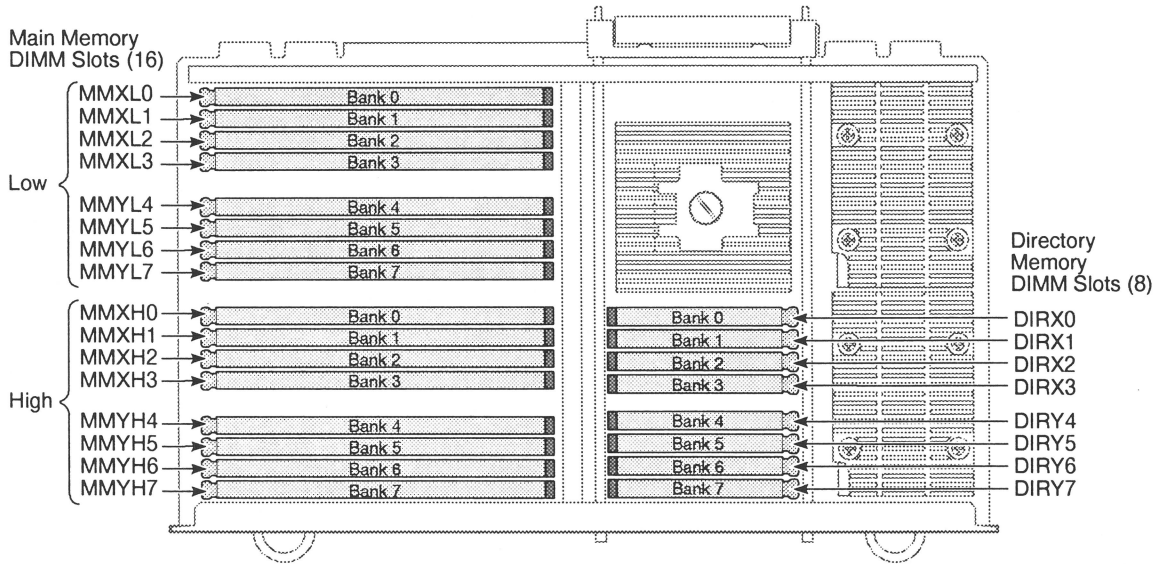 Main Memory
DIMM Slots (16)
MMXL0
MMXL1
MMXL2
MMXL3
Low
MMYL4
MMYL5
MMYL6
MMYL7
MMXH0
MMXH1
MMXH2
MMXH3
High
MMYH4
MMYH5
MMYH6
MMYH7
Bank 0
Bank 1
Bank 2
Bank 3
Bank 4
Bank 5
Bank 6
Bank 7
Bank 0
Bank 1
Bank 2
Bank 3
Bank 4
Bank 5
Bank 6
Bank 7
Bank 0
Bank 1
Bank 2
Bank 3
Bank 4
Bank 5
Bank 6
Bank 7
Directory
Memory
DIMM Slots (8)
DIRX0
DIRX1
DIRX2
DIRX3
DIRY4
DIRY5
DIRY6
DIRY7